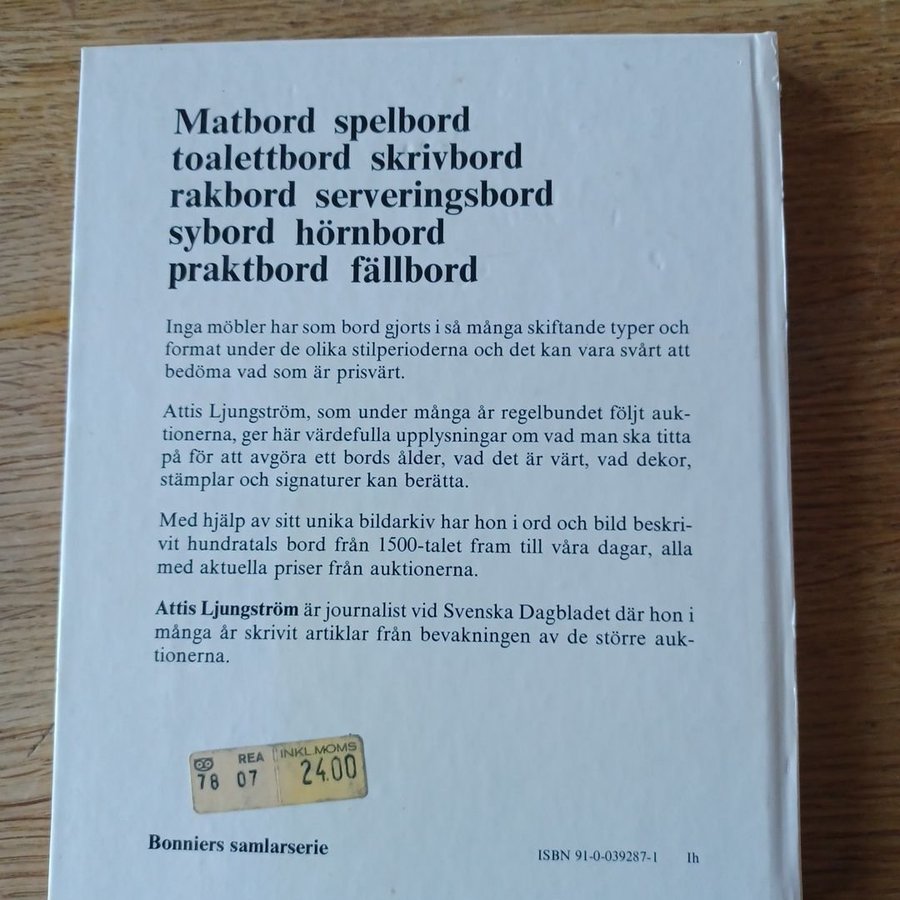 Matbord spelbord
toalettbord skrivbord
rakbord serveringsbord
sybord hörnbord
praktbord fällbord
Inga möbler har som bord gjorts i så många skiftande typer och
format under de olika stilperioderna och det kan vara svårt att
bedöma vad som är prisvärt.
Attis Ljungström, som under många år regelbundet följt auk-
tionerna, ger här värdefulla upplysningar om vad man ska titta
på för att avgöra ett bords ålder, vad det är värt, vad dekor,
stämplar och signaturer kan berätta.
Med hjälp av sitt unika bildarkiv har hon i ord och bild beskri-
vit hundratals bord från 1500-talet fram till våra dagar, alla
med aktuella priser från auktionerna.
Attis Ljungström är journalist vid Svenska Dagbladet där hon i
många år skrivit artiklar från bevakningen av de större auk-
tionerna.
REA INKL.MOMS
78 07 24.00
Bonniers samlarserie
ISBN 91-0-039287-1 Ih